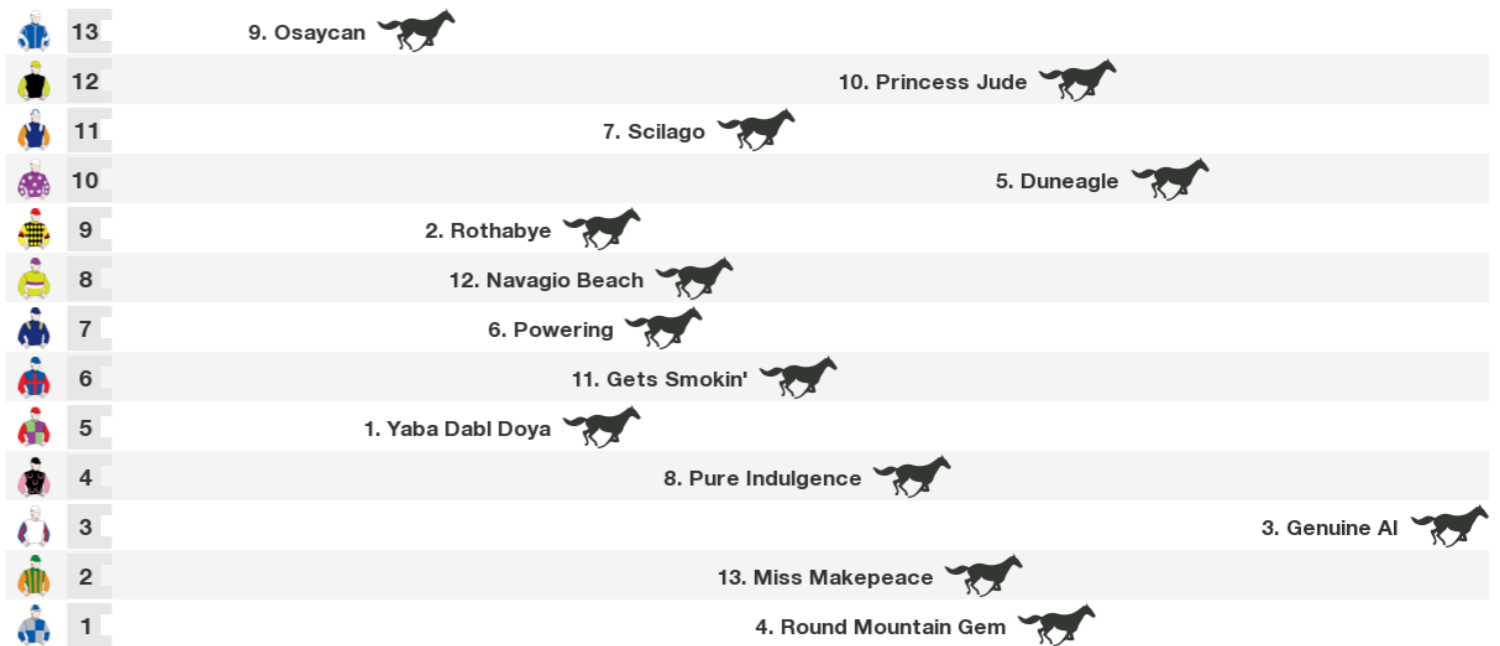 13 9. Osaycan
12 10. Princess Jude
11 7. Scilago
10 5. Duneagle
9 2. Rothabye
8 12. Navagio Beach
7 6. Powering
6 11. Gets Smokin'
5 1. Yaba Dabl Doya
4 8. Pure Indulgence
3 3. Genuine Al
2 13. Miss Makepeace
1 4. Round Mountain Gem